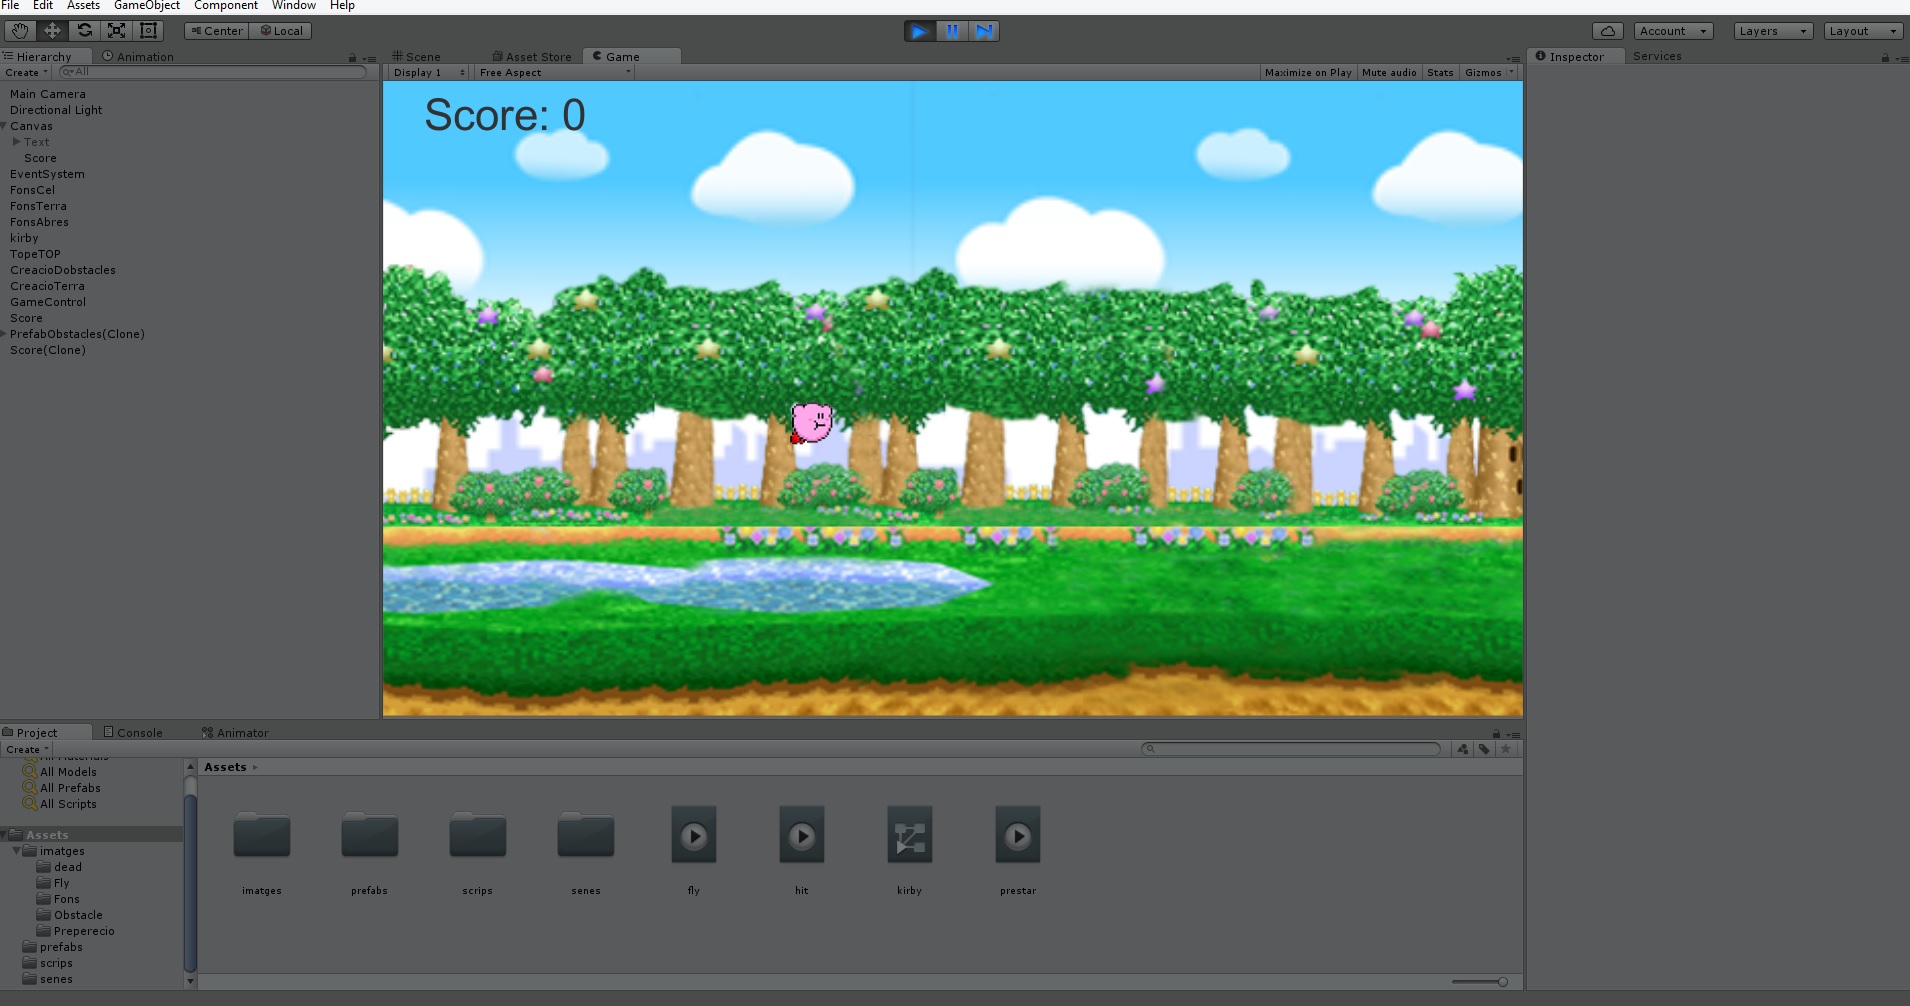 File Edit Assets GameObject Component Window Help
Center Local Account Layers Layout
Hierarchy Animation Scene Asset Store Game Inspector Services
Create All Display 1 Free Aspect Maximize on Play Mute audio Stats Gizmos
Main Camera
Directional Light
Canvas
Text
Score
EventSystem
FonsCel
FonsTerra
FonsAbres
kirby
TopeTOP
CreacioDobstacles
CreacioTerra
GameControl
Score
PrefabObstacles(Clone)
Score(Clone)
Score: 0
Project Console Animator
Create
All Materials
All Models
All Prefabs
All Scripts
Assets
imatges
dead
Fly
Fons
Obstacle
Preperecio
prefabs
scrips
senes
Assets
imatges prefabs scrips senes fly hit kirby prestar